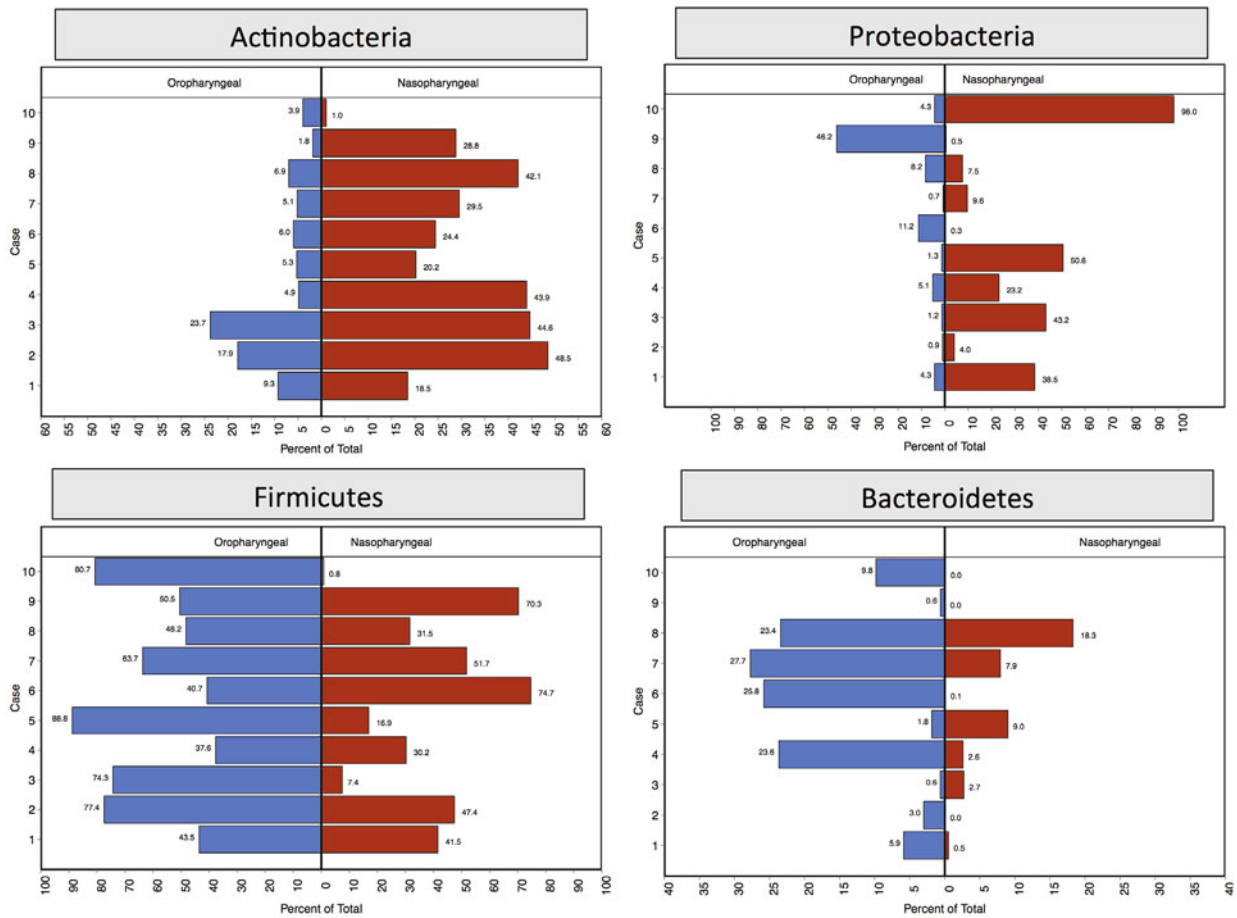 Actinobacteria
Oropharyngeal Nasopharyngeal
10 3.9 1.0
9 1.8 28.8
8 6.9 42.1
7 5.1 29.5
6 6.0 24.4
5 5.3 20.2
4 4.9 43.9
3 23.7 44.6
2 17.9 48.5
1 9.3 18.5
Case
60 55 50 45 40 35 30 25 20 15 10 5 0 5 10 15 20 25 30 35 40 45 50 55 60
Percent of Total
Proteobacteria
Oropharyngeal Nasopharyngeal
10 4.3 98.0
9 46.2 0.5
8 8.2 7.5
7 0.7 9.6
6 11.2 0.3
5 1.3 50.6
4 5.1 23.2
3 1.2 43.2
2 0.9 4.0
1 4.3 38.5
Case
100 90 80 70 60 50 40 30 20 10 0 10 20 30 40 50 60 70 80 90 100
Percent of Total
Firmicutes
Oropharyngeal Nasopharyngeal
10 80.7 0.8
9 50.5 70.3
8 48.2 31.5
7 63.7 51.7
6 40.7 74.7
5 88.8 16.9
4 37.6 30.2
3 74.3 7.4
2 77.4 47.4
1 43.5 41.5
Case
100 90 80 70 60 50 40 30 20 10 0 10 20 30 40 50 60 70 80 90 100
Percent of Total
Bacteroidetes
Oropharyngeal Nasopharyngeal
10 9.8 0.0
9 0.6 0.0
8 23.4 18.3
7 27.7 7.9
6 25.8 0.1
5 1.8 9.0
4 23.6 2.6
3 0.6 2.7
2 3.0 0.0
1 5.9 0.5
Case
40 35 30 25 20 15 10 5 0 5 10 15 20 25 30 35 40
Percent of Total